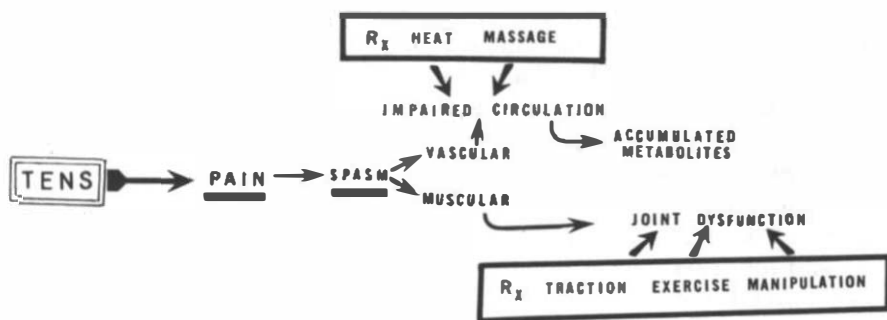 Rx HEAT MASSAGE
IMPAIRED CIRCULATION
ACCUMULATED
METABOLITES
VASCULAR
TENS
PAIN
SPASM
MUSCULAR
JOINT DYSFUNCTION
Rx TRACTION EXERCISE MANIPULATION